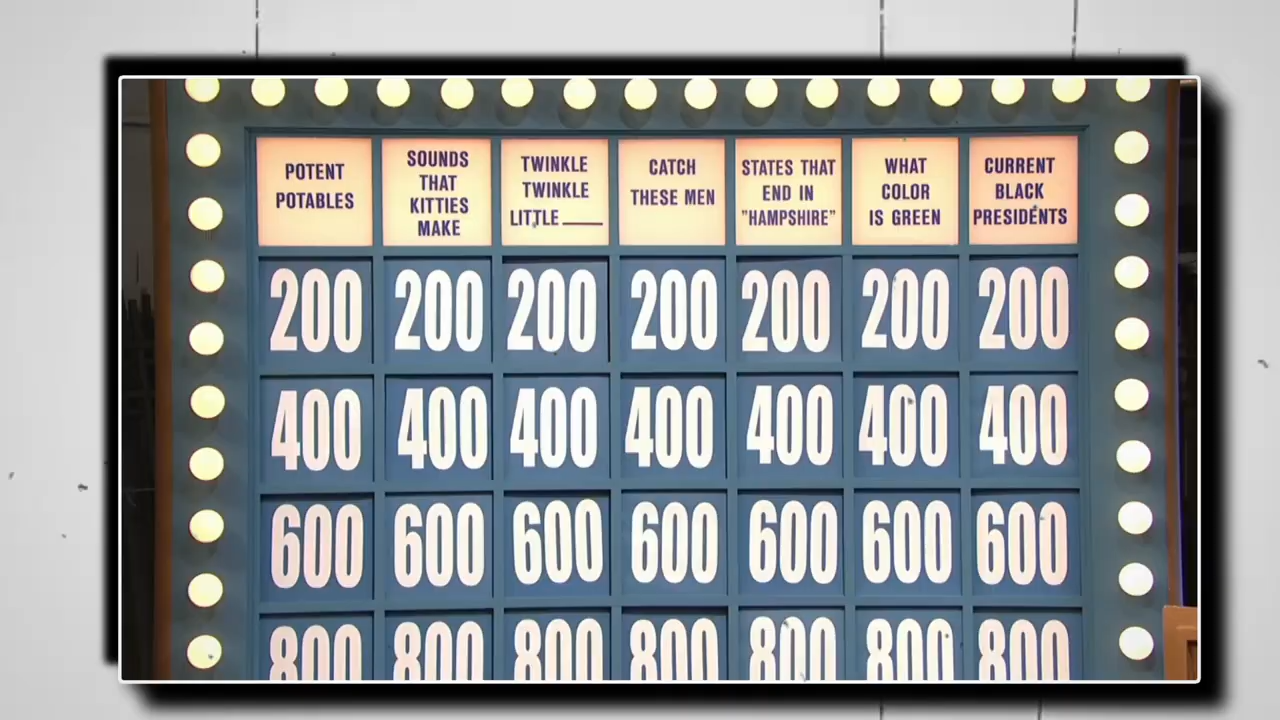 POTENT
POTABLES
SOUNDS
THAT
KITTIES
MAKE
TWINKLE
TWINKLE
LITTLE ____
CATCH
THESE MEN
STATES THAT
END IN
"HAMPSHIRE"
WHAT
COLOR
IS GREEN
CURRENT
BLACK
PRESIDENTS
200 200 200 200 200 200 200
400 400 400 400 400 400 400
600 600 600 600 600 600 600
800 800 800 800 800 800 800